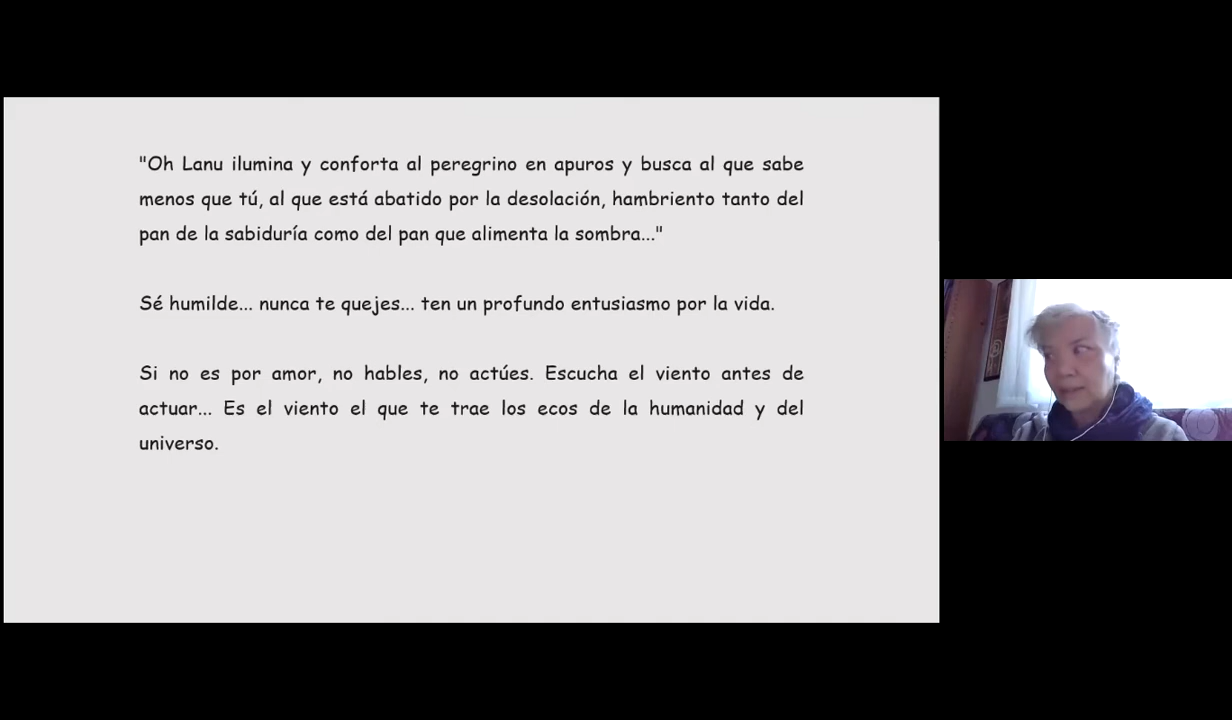 "Oh Lanu ilumina y conforta al peregrino en apuros y busca al que sabe
menos que tú, al que está abatido por la desolación, hambriento tanto del
pan de la sabiduría como del pan que alimenta la sombra..."
Sé humilde... nunca te quejes... ten un profundo entusiasmo por la vida.
Si no es por amor, no hables, no actúes. Escucha el viento antes de
actuar... Es el viento el que te trae los ecos de la humanidad y del
universo.